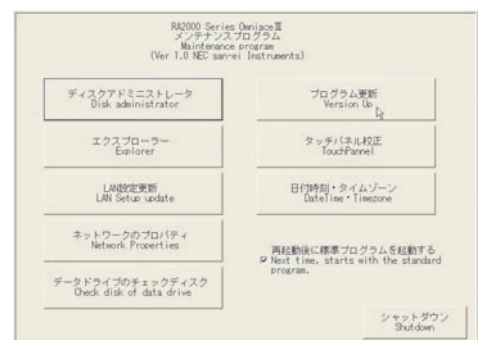 RA2000 Series OmniaceⅢ
メンテナンスプログラム
Maintenance program
(Ver 1.0 NEC san-ei Instruments)
ディスクアドミニストレータ
Disk administrator
エクスプローラー
Explorer
LAN設定更新
LAN Setup update
ネットワークのプロパティ
Network Properties
データドライブのチェックディスク
Check disk of data drive
プログラム更新
Version Up
タッチパネル校正
TouchPannel
日付時刻・タイムゾーン
DateTime・Timezone
再起動後に標準プログラムを起動する
Next time, starts with the standard
program.
シャットダウン
Shutdown